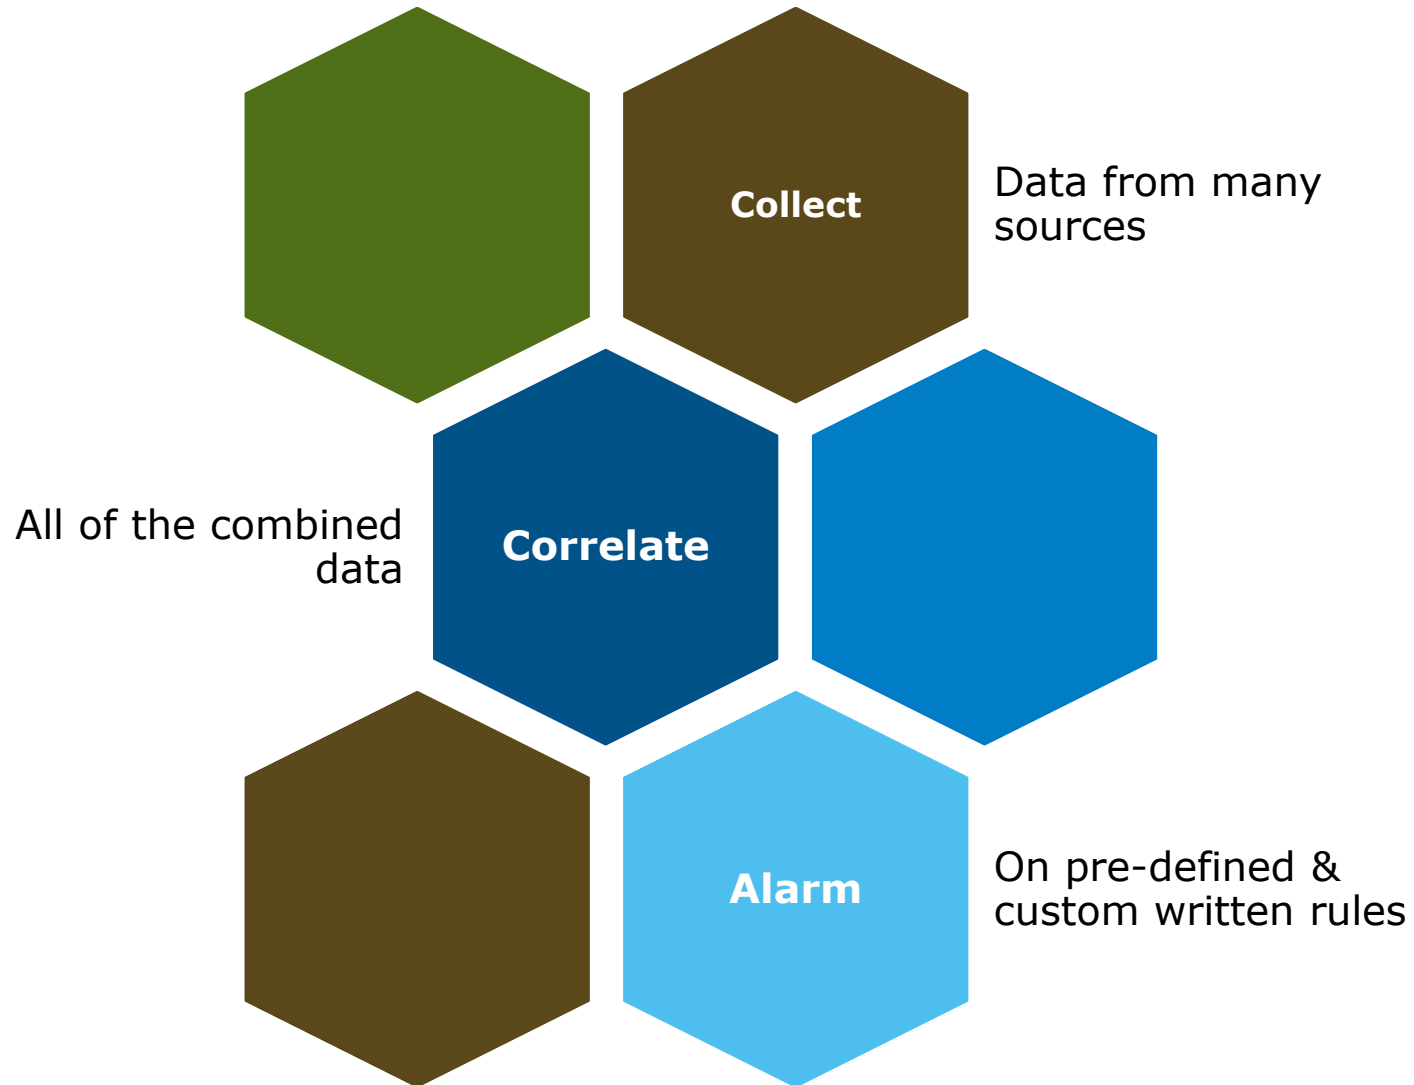 Collect
Data from many
sources
All of the combined
data
Correlate
Alarm
On pre-defined &
custom written rules